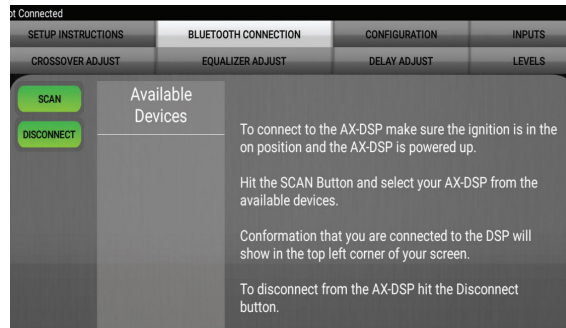 ot Connected
SETUP INSTRUCTIONS BLUETOOTH CONNECTION CONFIGURATION INPUTS
CROSSOVER ADJUST EQUALIZER ADJUST DELAY ADJUST LEVELS
SCAN
DISCONNECT
Available
Devices
To connect to the AX-DSP make sure the ignition is in the
on position and the AX-DSP is powered up.
Hit the SCAN Button and select your AX-DSP from the
available devices.
Conformation that you are connected to the DSP will
show in the top left corner of your screen.
To disconnect from the AX-DSP hit the Disconnect
button.